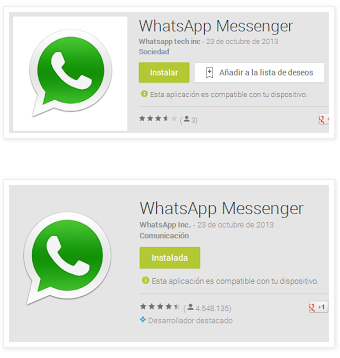 WhatsApp Messenger
Whatsapp tech inc - 23 de octubre de 2013
Sociedad
Instalar
Añadir a la lista de deseos
Esta aplicación es compatible con tu dispositivo.
(3)
WhatsApp Messenger
WhatsApp Inc. - 23 de octubre de 2013
Comunicación
Instalada
Esta aplicación es compatible con tu dispositivo.
(4.548.135)
+1
Desarrollador destacado